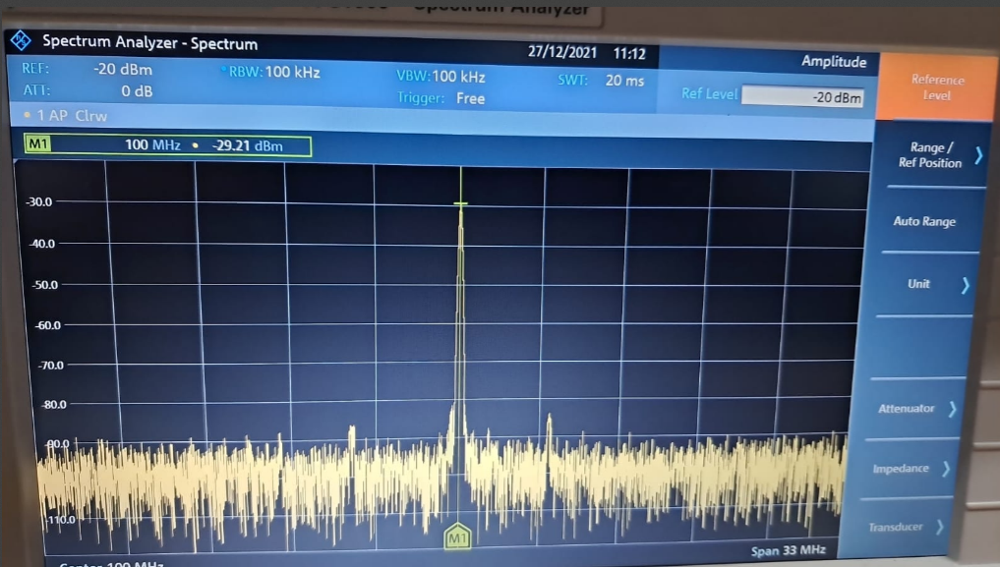 Spectrum Analyzer
Spectrum Analyzer - Spectrum
27/12/2021 11:12
Amplitude
REF: -20 dBm
RBW: 100 kHz
VBW: 100 kHz
SWT: 20 ms
ATT: 0 dB
Trigger: Free
Ref Level -20 dBm
1 AP Clrw
M1 100 MHz • -29.21 dBm
Reference
Level
Range /
Ref Position
Auto Range
Unit
Attenuator
Impedance
Transducer
-30.0
-40.0
-50.0
-60.0
-70.0
-80.0
-90.0
-110.0
M1
Center 100 MHz
Span 33 MHz